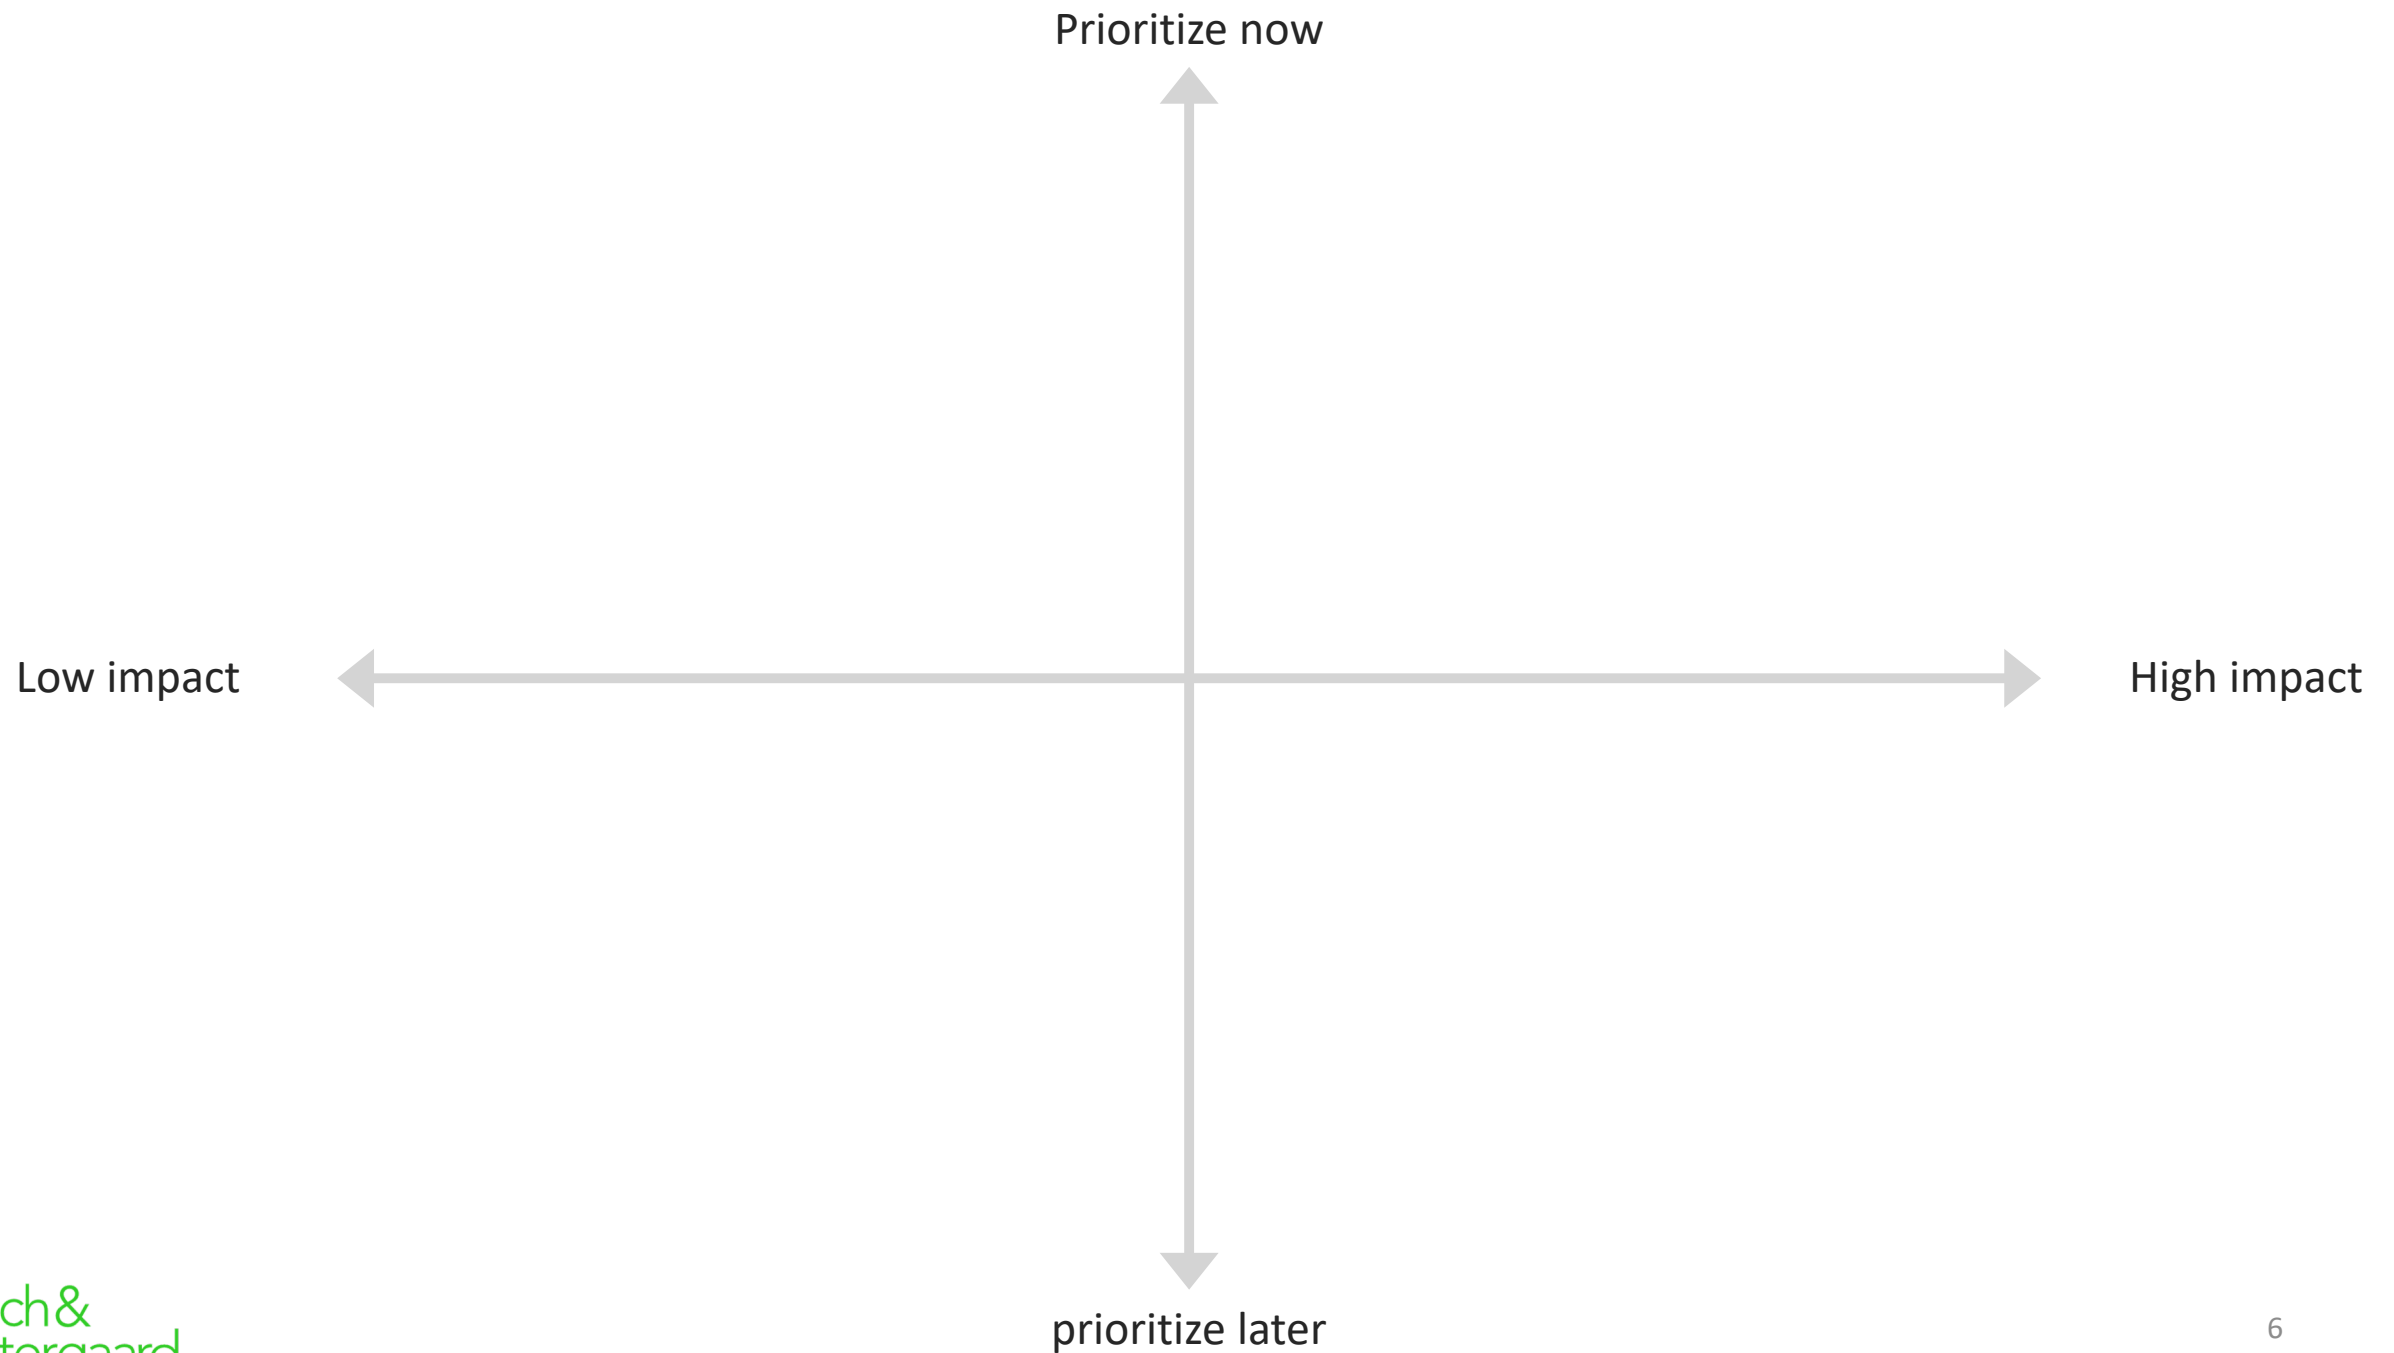 Prioritize now
Low impact
High impact
prioritize later
ch&
6